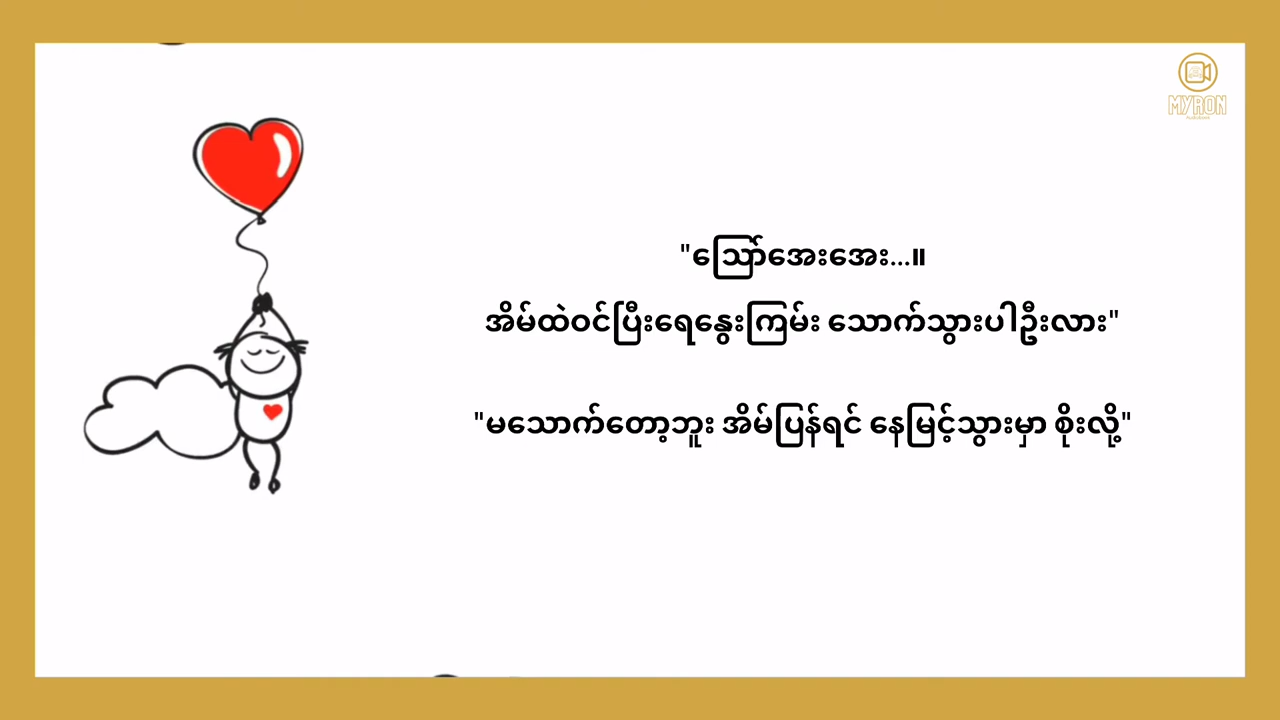 MYRON
"ဪအေးအေး...။
အိမ်ထဲဝင်ပြီးရေနွေးကြမ်း သောက်သွားပါဦးလား"
"မသောက်တော့ဘူး အိမ်ပြန်ရင် နေမြင့်သွားမှာ စိုးလို့"